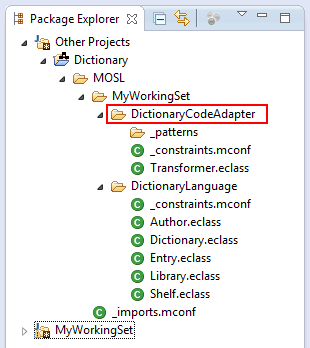 Package Explorer
Other Projects
Dictionary
MOSL
MyWorkingSet
DictionaryCodeAdapter
_patterns
_constraints.mconf
Transformer.eclass
DictionaryLanguage
_constraints.mconf
Author.eclass
Dictionary.eclass
Entry.eclass
Library.eclass
Shelf.eclass
_imports.mconf
MyWorkingSet